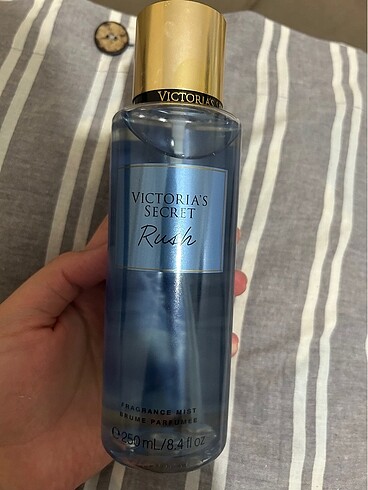 VICTORIA'S
VICTORIA'S
SECRET
Rush
FRAGRANCE MIST
BRUME PARFUMÉE
℮250 mL/8.4 fl oz